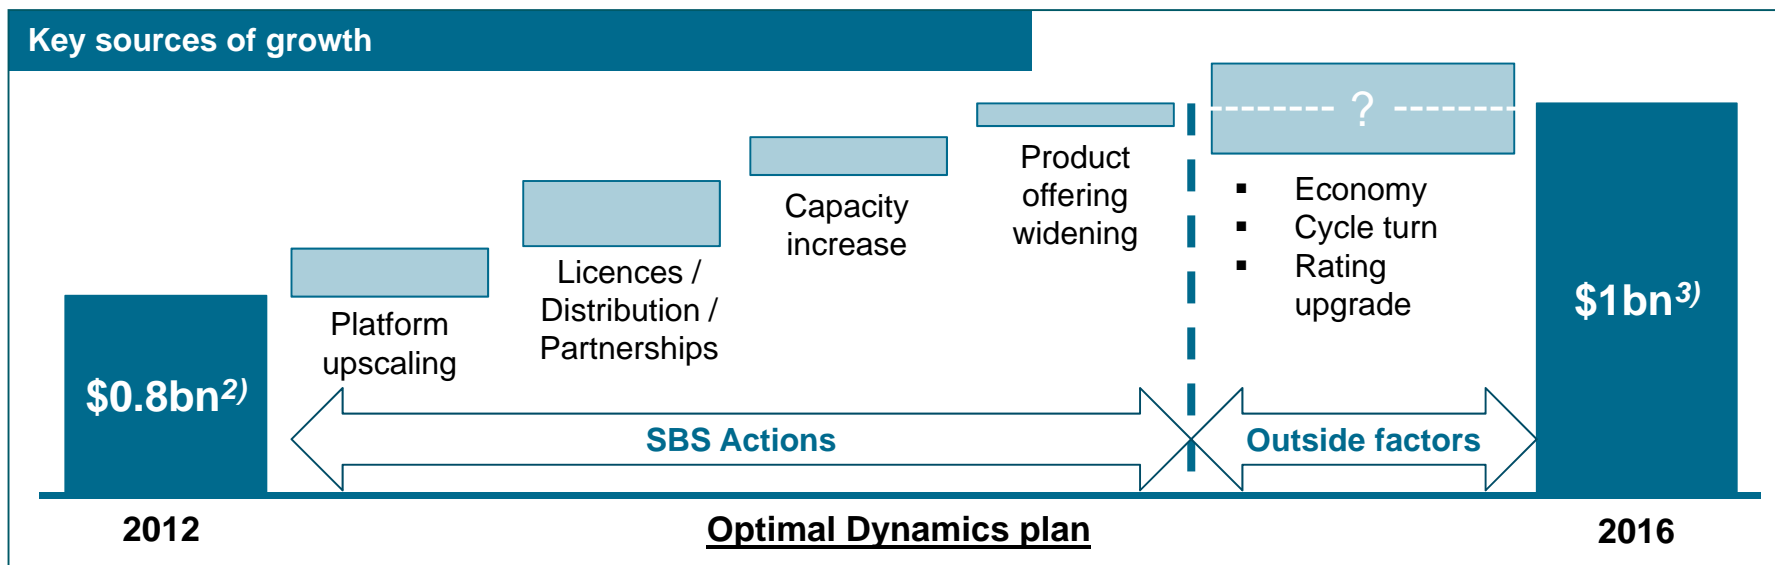 Key sources of growth
?
Product
offering
widening
Capacity
increase
Licences /
Distribution /
Partnerships
Platform
upscaling
▪ Economy
▪ Cycle turn
▪ Rating
upgrade
$0.8bn2)
$1bn3)
SBS Actions
Outside factors
2012
Optimal Dynamics plan
2016